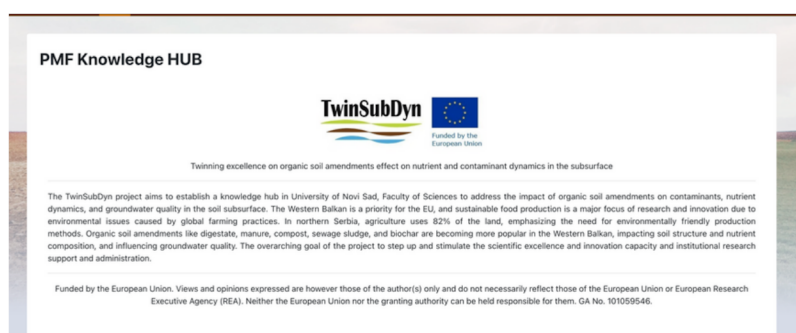 PMF Knowledge HUB
TwinSubDyn
Funded by the
European Union
Twinning excellence on organic soil amendments effect on nutrient and contaminant dynamics in the subsurface
The TwinSubDyn project aims to establish a knowledge hub in University of Novi Sad, Faculty of Sciences to address the impact of organic soil amendments on contaminants, nutrient
dynamics, and groundwater quality in the soil subsurface. The Western Balkan is a priority for the EU, and sustainable food production is a major focus of research and innovation due to
environmental issues caused by global farming practices. In northern Serbia, agriculture uses 82% of the land, emphasizing the need for environmentally friendly production
methods. Organic soil amendments like digestate, manure, compost, sewage sludge, and biochar are becoming more popular in the Western Balkan, impacting soil structure and nutrient
composition, and influencing groundwater quality. The overarching goal of the project to step up and stimulate the scientific excellence and innovation capacity and institutional research
support and administration.
Funded by the European Union. Views and opinions expressed are however those of the author(s) only and do not necessarily reflect those of the European Union or European Research
Executive Agency (REA). Neither the European Union nor the granting authority can be held responsible for them. GA No. 101059546.